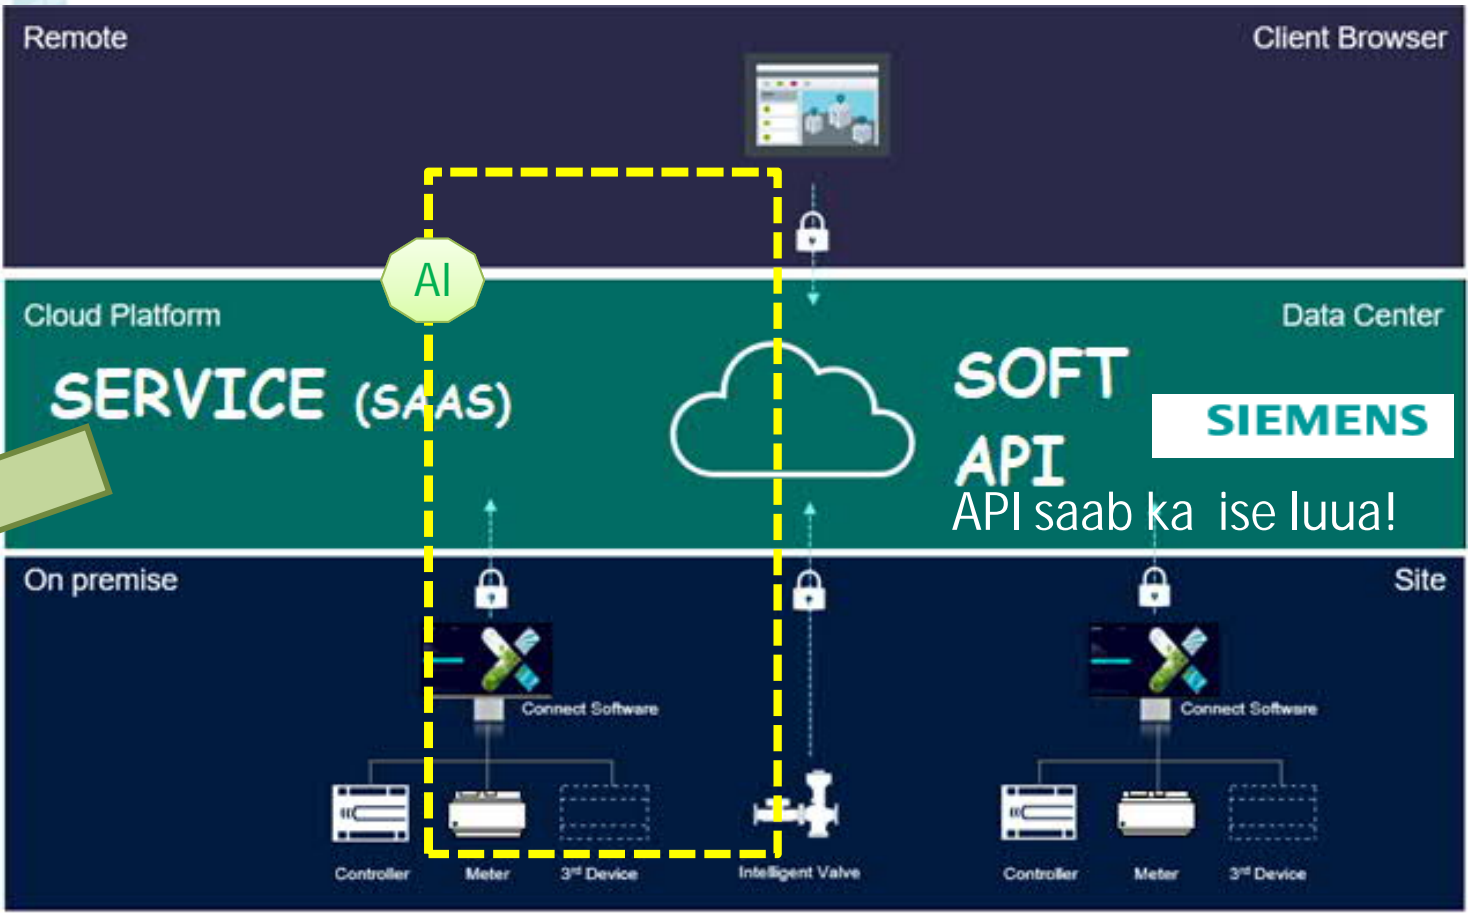 Remote
Client Browser
AI
Cloud Platform
Data Center
SERVICE (SAAS)
SOFT
API
SIEMENS
API saab ka ise luua!
On premise
Site
Connect Software
Connect Software
Controller
Meter
3rd Device
Intelligent Valve
Controller
Meter
3rd Device